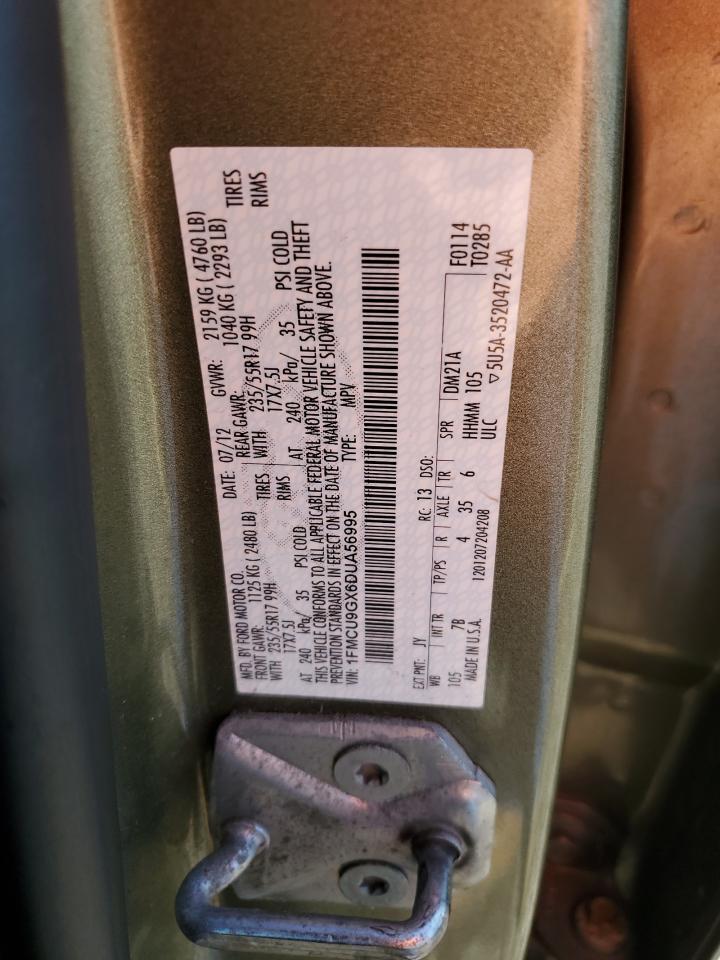 MFD. BY FORD MOTOR CO. DATE: 07/12 GVWR: 2159 KG ( 4760 LB)
FRONT GAWR: 1125 KG ( 2480 LB) REAR GAWR: 1040 KG ( 2293 LB)
WITH 235/55R17 99H TIRES WITH 235/55R17 99H TIRES
17X7.5J RIMS 17X7.5J RIMS
AT 240 kPa/ 35 PSI COLD AT 240 kPa/ 35 PSI COLD
THIS VEHICLE CONFORMS TO ALL APPLICABLE FEDERAL MOTOR VEHICLE SAFETY AND THEFT
PREVENTION STANDARDS IN EFFECT ON THE DATE OF MANUFACTURE SHOWN ABOVE.
VIN: 1FMCU9GX6DUA56995 TYPE: MPV
EXT PNT: JY RC: 13 DSO: F0114
WB INT TR TP/PS R AXLE TR SPR DM21A T0285
105 7B 4 35 6 HHMM 105
MADE IN U.S.A. 1201207204208 ULC ▽5U5A-3520472-AA